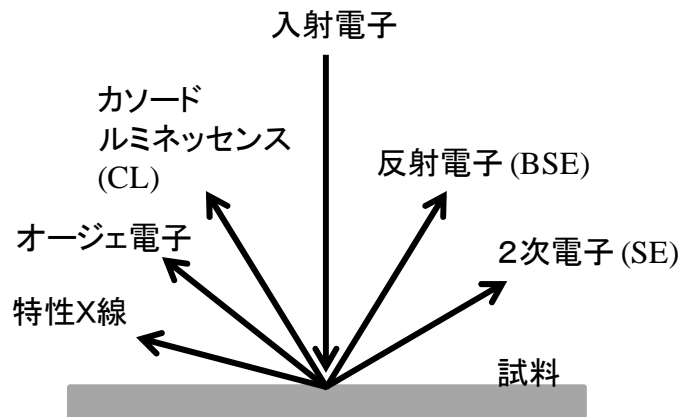 入射電子
カソード
ルミネッセンス
(CL)
反射電子 (BSE)
オージェ電子
２次電子 (SE)
特性X線
試料